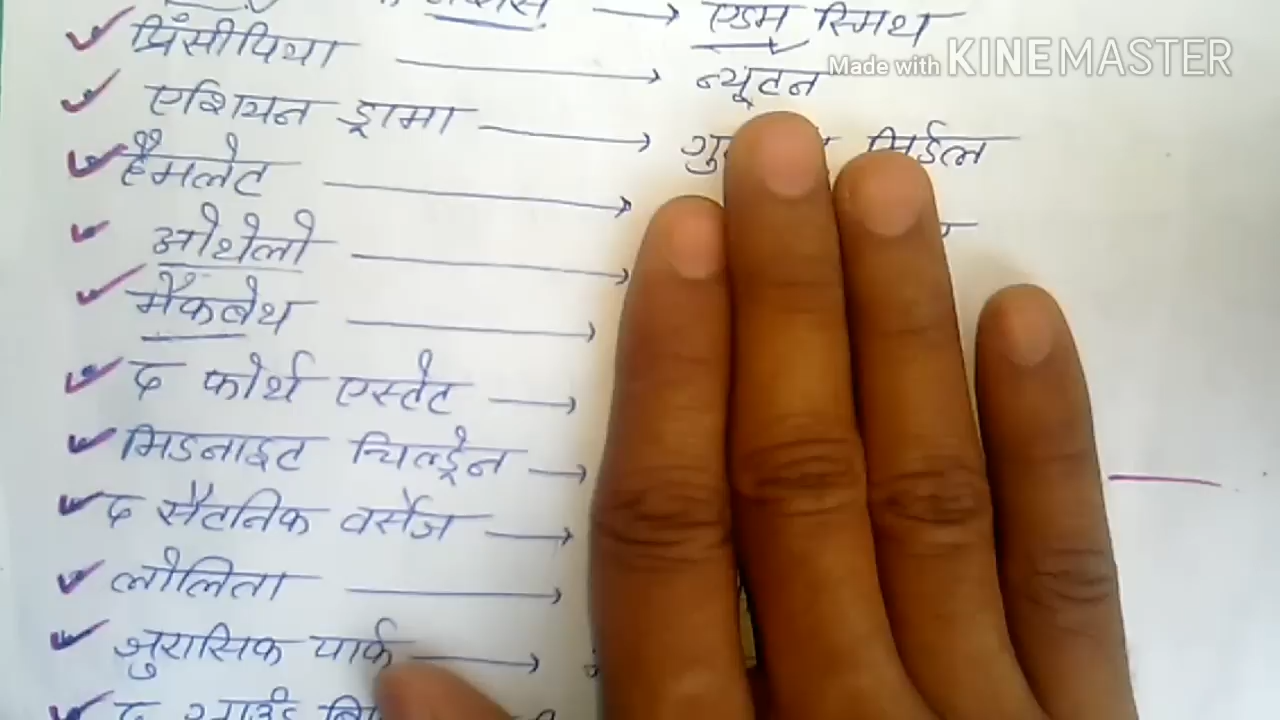 एडम स्मिथ
प्रिंसीपिया → न्यूटन
Made with KINEMASTER
एशियन ड्रामा → मिर्डल
हैमलेट →
ओथेलो →
मैकबेथ →
द फोर्थ एस्टेट →
मिडनाइट चिल्ड्रेन →
द सैटनिक वर्सेज →
लोलिता →
जुरासिक पार्क →
द